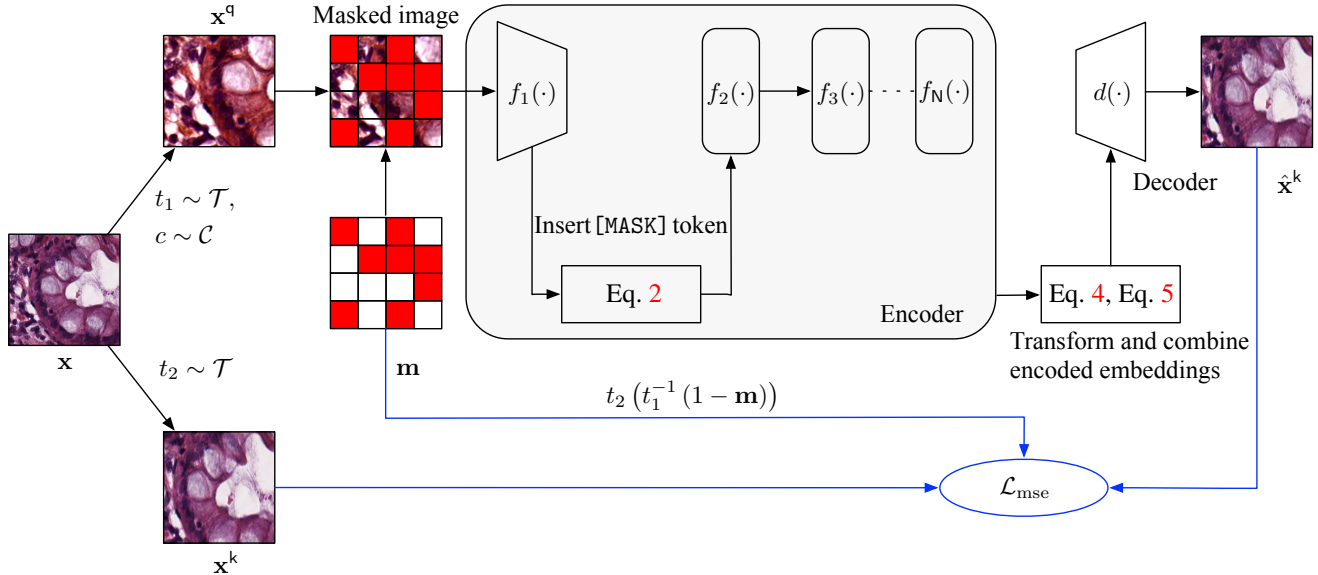 x^q
Masked image
f_1(·)
f_2(·)
f_3(·)
f_N(·)
d(·)
x̂^k
Decoder
t_1 ∼ 𝒯,
c ∼ 𝒞
Insert [MASK] token
Eq. 2
Encoder
Eq. 4, Eq. 5
Transform and combine
encoded embeddings
x
t_2 ∼ 𝒯
m
t_2 (t_1^{-1} (1 − m))
ℒ_mse
x^k